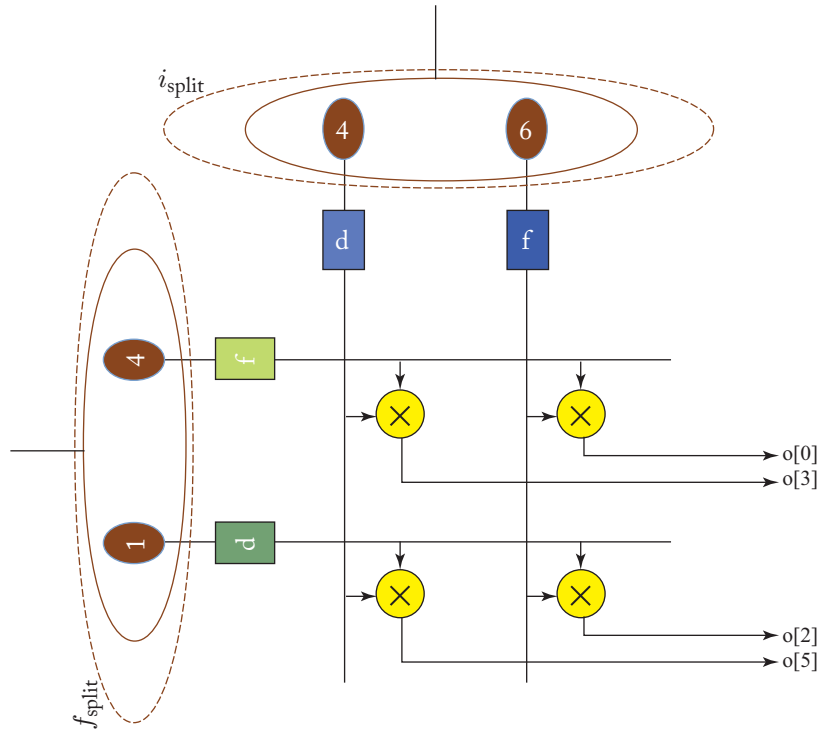 i_split
4 6
d f
4 f
× ×
o[0]
o[3]
1 d
× ×
o[2]
o[5]
f_split